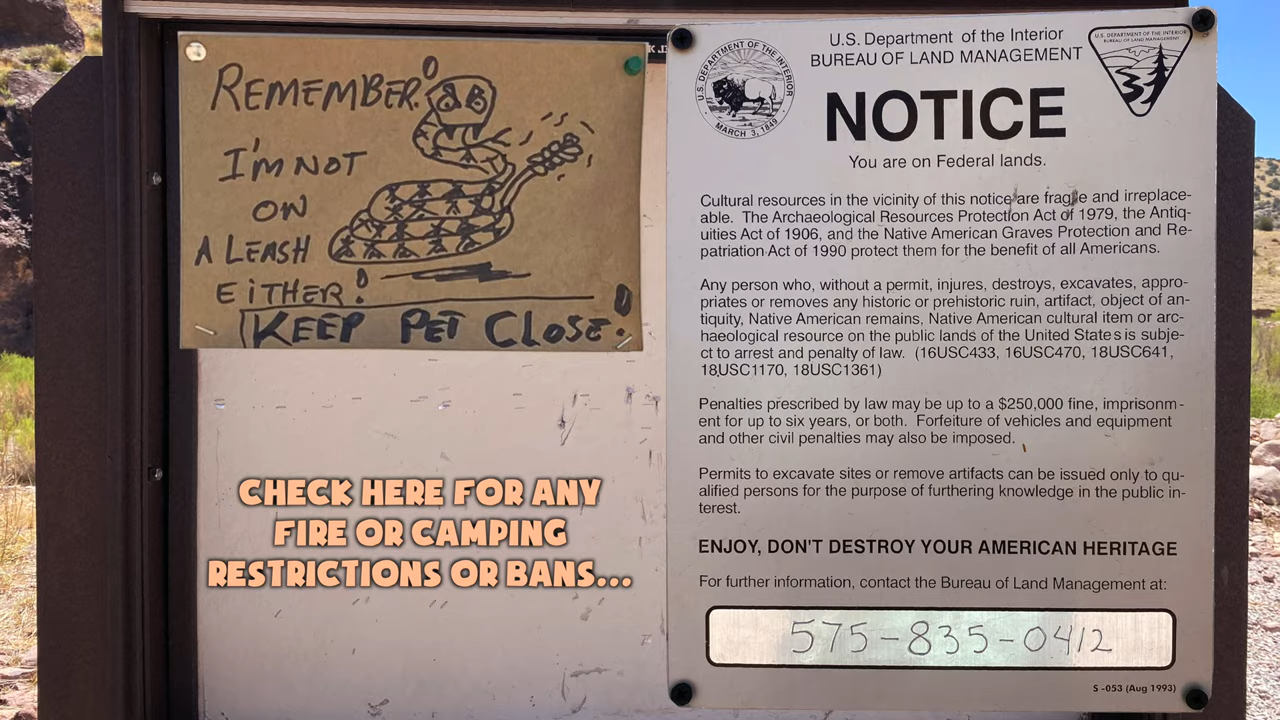 REMEMBER!
I'M NOT
ON
A LEASH
EITHER!
KEEP PET CLOSE!
CHECK HERE FOR ANY
FIRE OR CAMPING
RESTRICTIONS OR BANS...
U.S. DEPARTMENT OF THE INTERIOR
MARCH 3, 1849
U.S. Department of the Interior
BUREAU OF LAND MANAGEMENT
U.S. DEPARTMENT OF THE INTERIOR
BUREAU OF LAND MANAGEMENT
NOTICE
You are on Federal lands.
Cultural resources in the vicinity of this notice are fragile and irreplace-
able. The Archaeological Resources Protection Act of 1979, the Antiq-
uities Act of 1906, and the Native American Graves Protection and Re-
patriation Act of 1990 protect them for the benefit of all Americans.
Any person who, without a permit, injures, destroys, excavates, appro-
priates or removes any historic or prehistoric ruin, artifact, object of an-
tiquity, Native American remains, Native American cultural item or arc-
haeological resource on the public lands of the United States is subje-
ct to arrest and penalty of law. (16USC433, 16USC470, 18USC641,
18USC1170, 18USC1361)
Penalties prescribed by law may be up to a $250,000 fine, imprisonm-
ent for up to six years, or both. Forfeiture of vehicles and equipment
and other civil penalties may also be imposed.
Permits to excavate sites or remove artifacts can be issued only to qu-
alified persons for the purpose of furthering knowledge in the public in-
terest.
ENJOY, DON'T DESTROY YOUR AMERICAN HERITAGE
For further information, contact the Bureau of Land Management at:
575-835-0412
S-053 (Aug 1993)